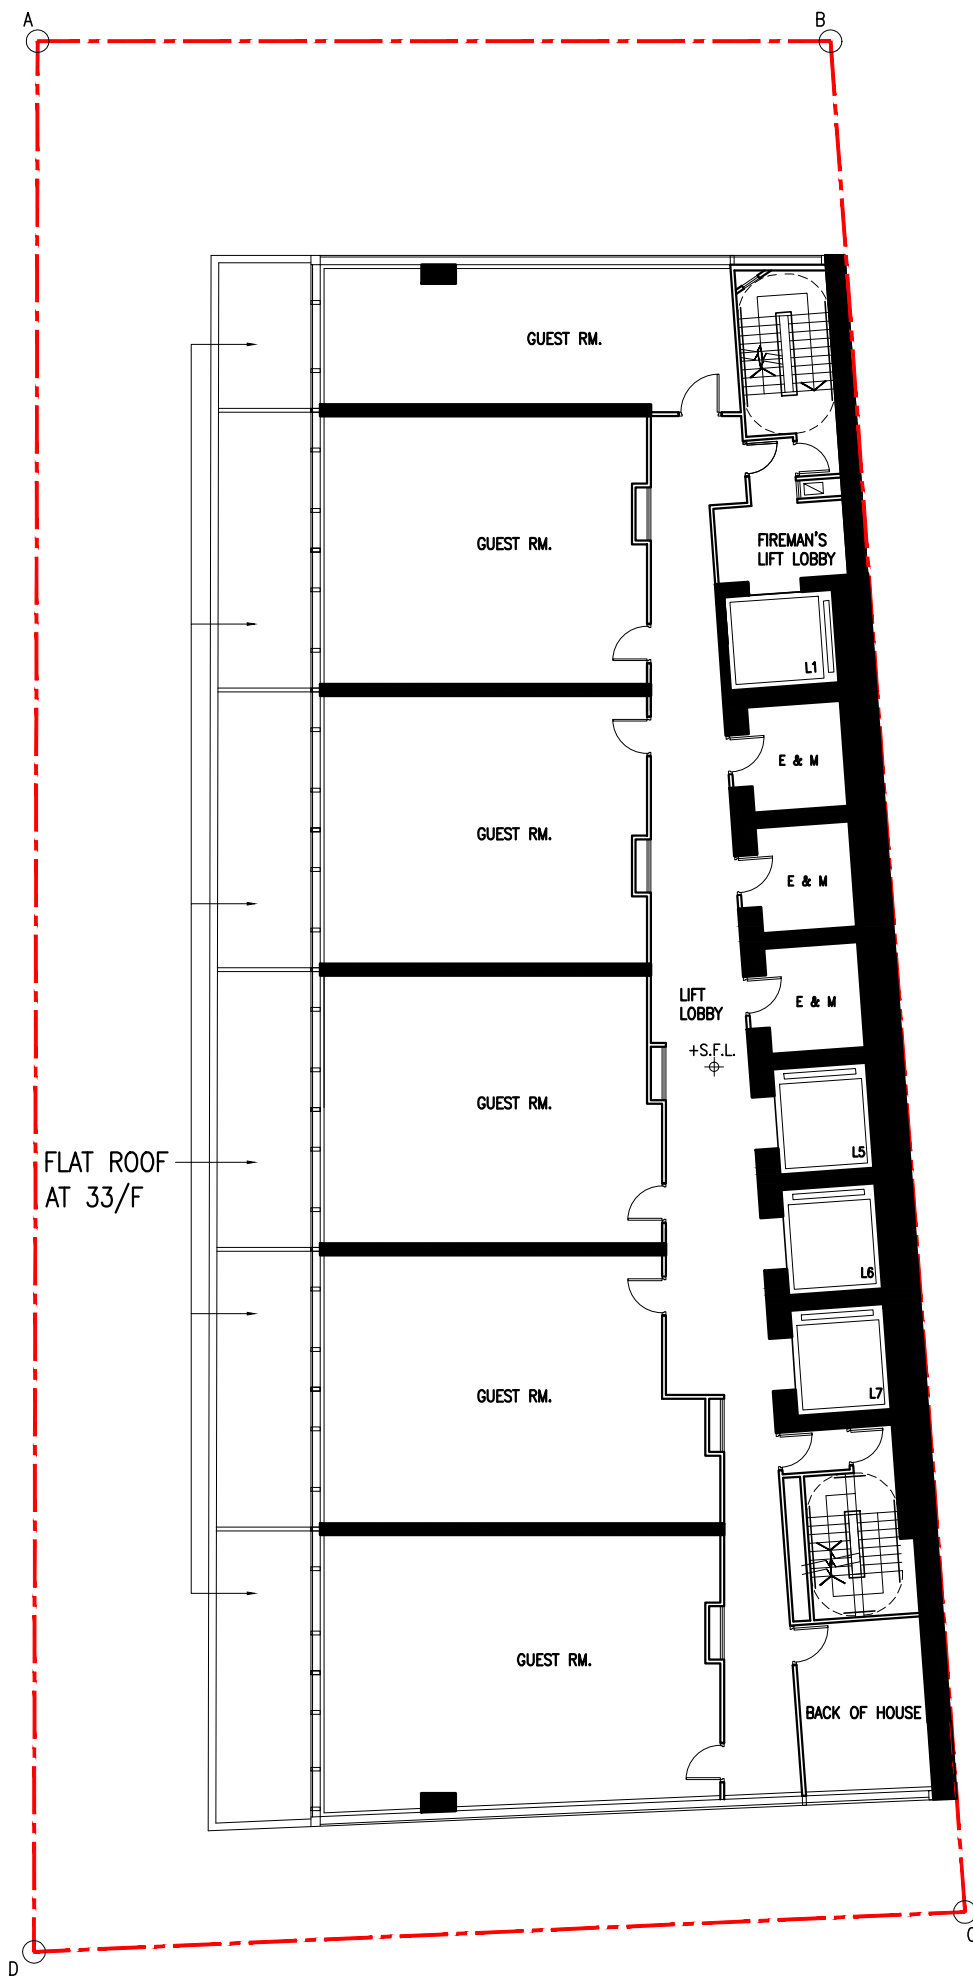 A
B
GUEST RM.
GUEST RM.
FIREMAN'S
LIFT LOBBY
L1
E & M
GUEST RM.
E & M
LIFT
LOBBY
E & M
+S.F.L.
GUEST RM.
L5
FLAT ROOF
AT 33/F
L6
GUEST RM.
L7
GUEST RM.
BACK OF HOUSE
C
D